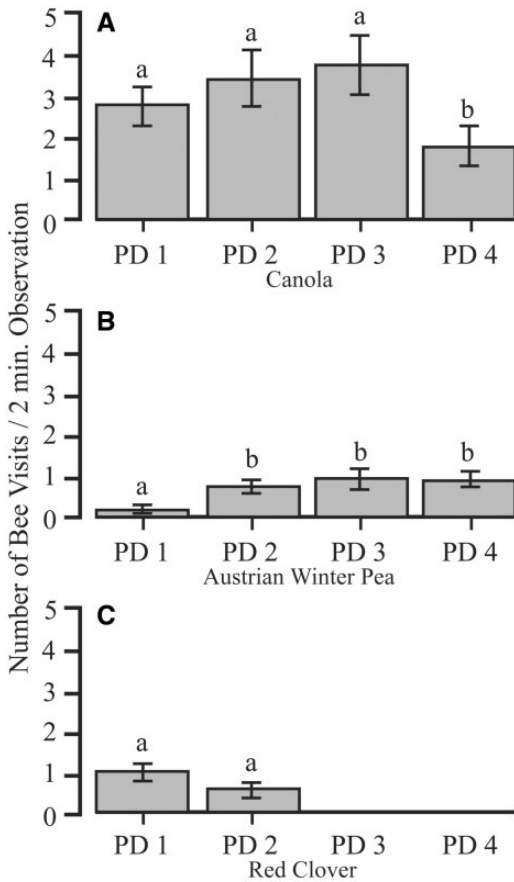 Number of Bee Visits / 2 min. Observation
A
5
4
3
2
1
0
a
a
a
b
PD 1 PD 2 PD 3 PD 4
Canola
B
5
4
3
2
1
0
a
b
b
b
PD 1 PD 2 PD 3 PD 4
Austrian Winter Pea
C
5
4
3
2
1
0
a
a
PD 1 PD 2 PD 3 PD 4
Red Clover